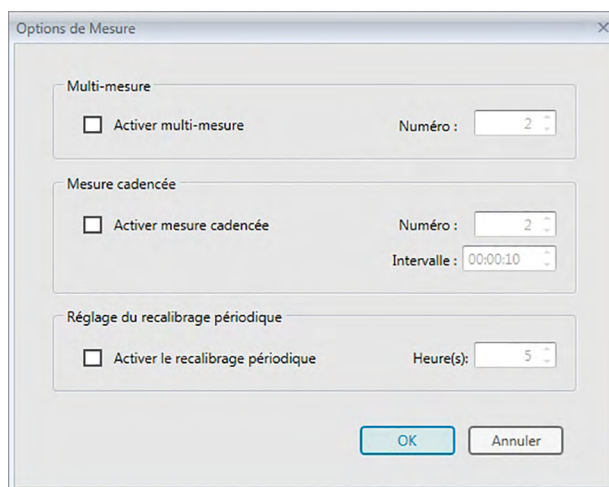 Options de Mesure
Multi-mesure
Activer multi-mesure Numéro : 2
Mesure cadencée
Activer mesure cadencée Numéro : 2
Intervalle : 00:00:10
Réglage du recalibrage périodique
Activer le recalibrage périodique Heure(s): 5
OK Annuler